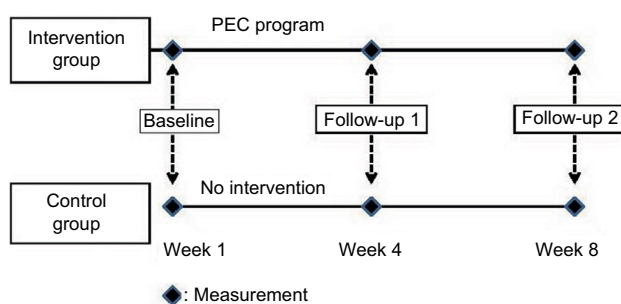 PEC program
Intervention
group
Baseline
Follow-up 1
Follow-up 2
No intervention
Control
group
Week 1
Week 4
Week 8
: Measurement